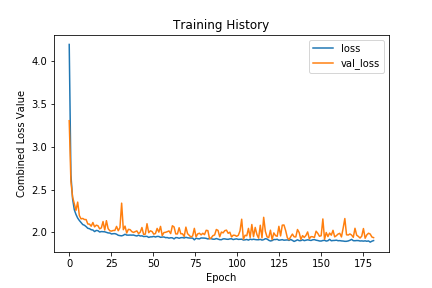 Training History
loss
val_loss
Combined Loss Value
4.0
3.5
3.0
2.5
2.0
0 25 50 75 100 125 150 175
Epoch